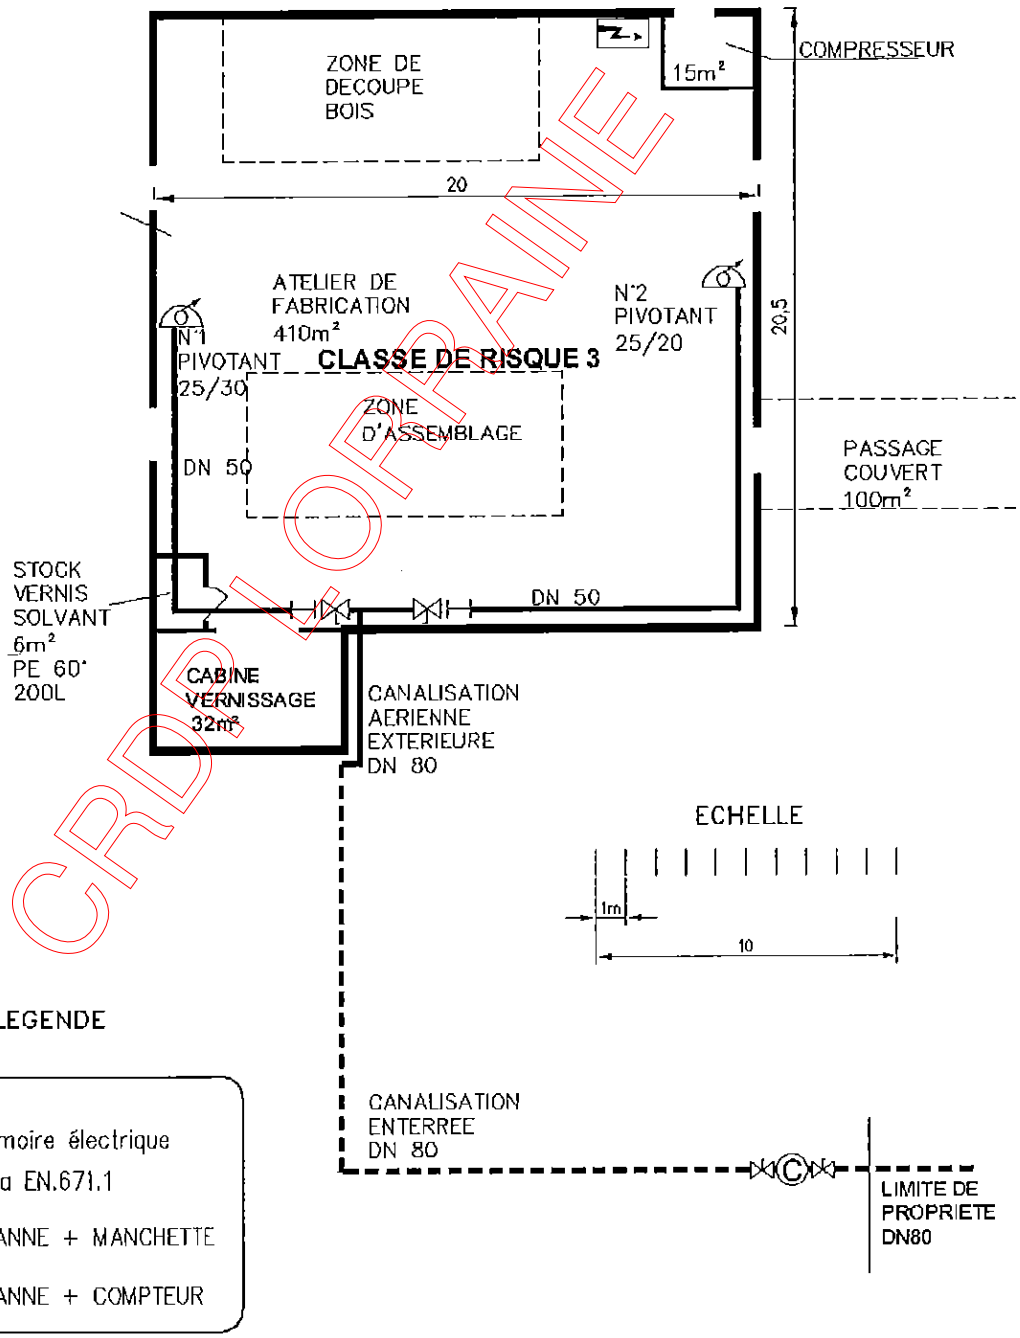 COMPRESSEUR
15m²
ZONE DE
DECOUPE
BOIS
20
20,5
ATELIER DE
FABRICATION
410m²
N°2
PIVOTANT
25/20
N°1
PIVOTANT
25/30
CLASSE DE RISQUE 3
ZONE
D'ASSEMBLAGE
DN 50
PASSAGE
COUVERT
100m²
STOCK
VERNIS
SOLVANT
6m²
PE 60°
200L
DN 50
CABINE
VERNISSAGE
32m²
CANALISATION
AERIENNE
EXTERIEURE
DN 80
CRDP LORRAINE
ECHELLE
1m
10
LEGENDE
moire électrique
a EN.671.1
ANNE + MANCHETTE
ANNE + COMPTEUR
CANALISATION
ENTERREE
DN 80
C
LIMITE DE
PROPRIETE
DN80